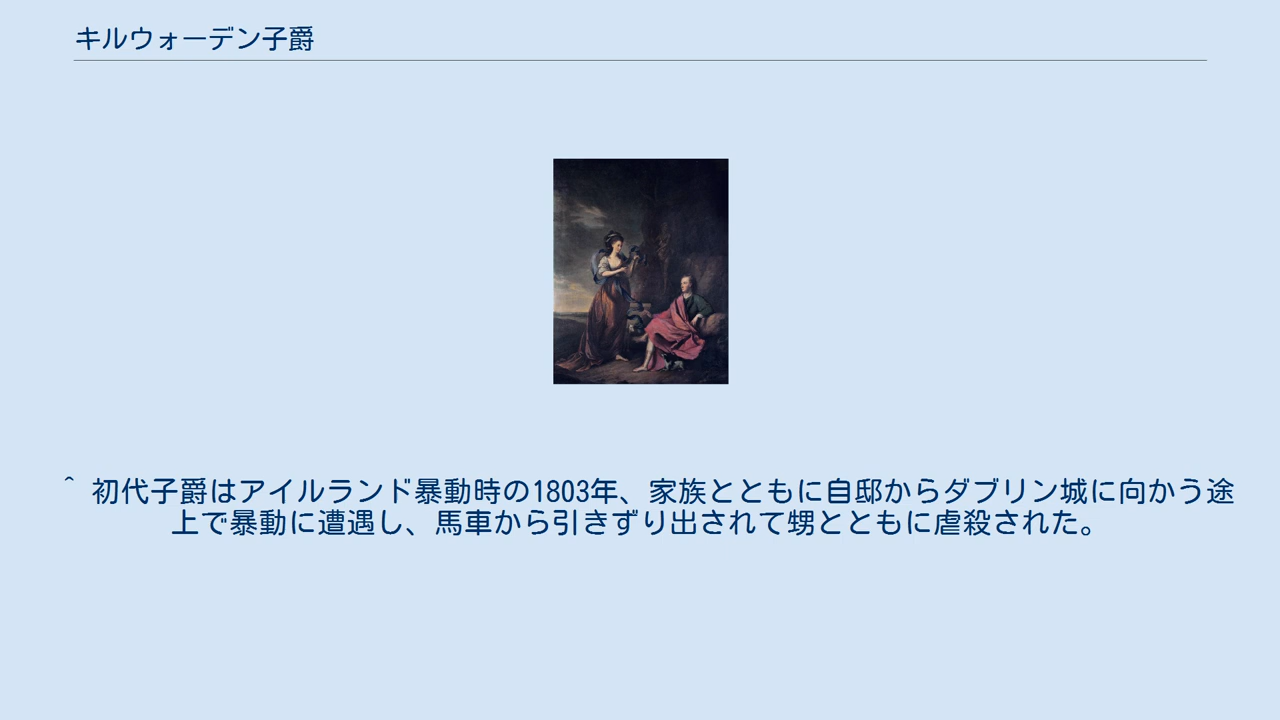 キルウォーデン子爵
^ 初代子爵はアイルランド暴動時の1803年、家族とともに自邸からダブリン城に向かう途
上で暴動に遭遇し、馬車から引きずり出されて甥とともに虐殺された。